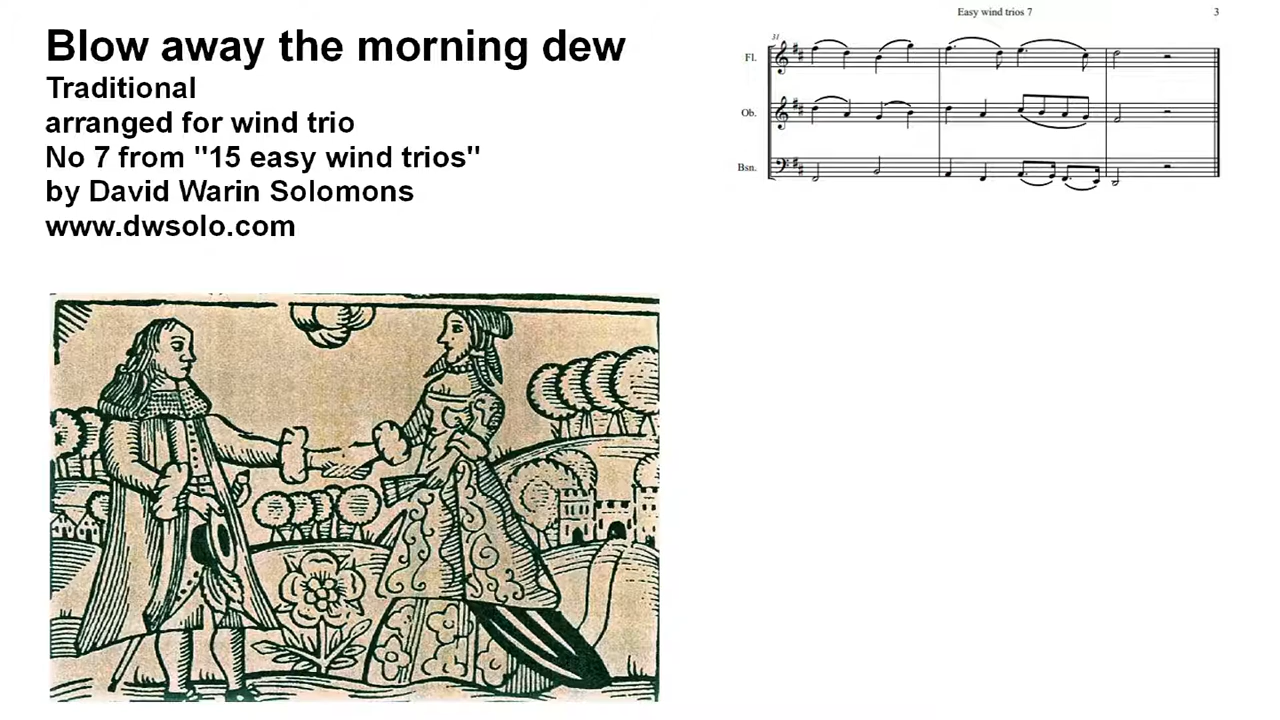 Blow away the morning dew
Traditional
arranged for wind trio
No 7 from "15 easy wind trios"
by David Warin Solomons
www.dwsolo.com
Easy wind trios 7
3
31
Fl.
Ob.
Bsn.